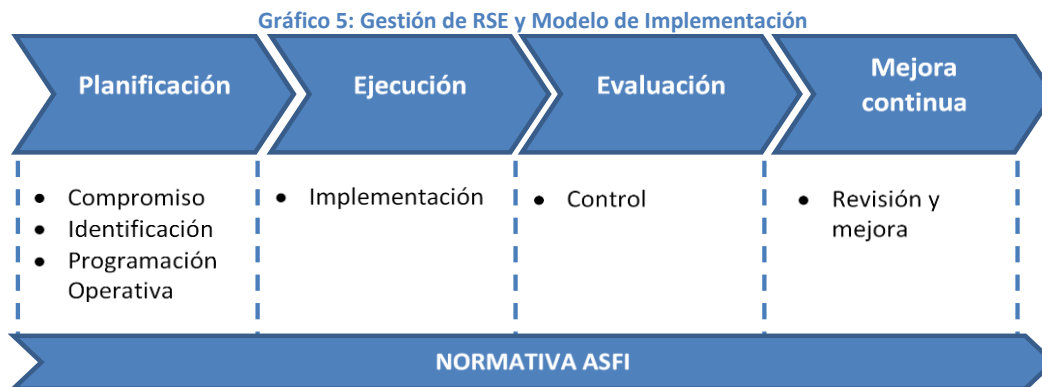 Gráfico 5: Gestión de RSE y Modelo de Implementación
Planificación
Ejecución
Evaluación
Mejora
continua
• Compromiso
• Identificación
• Programación
Operativa
• Implementación
• Control
• Revisión y
mejora
NORMATIVA ASFI